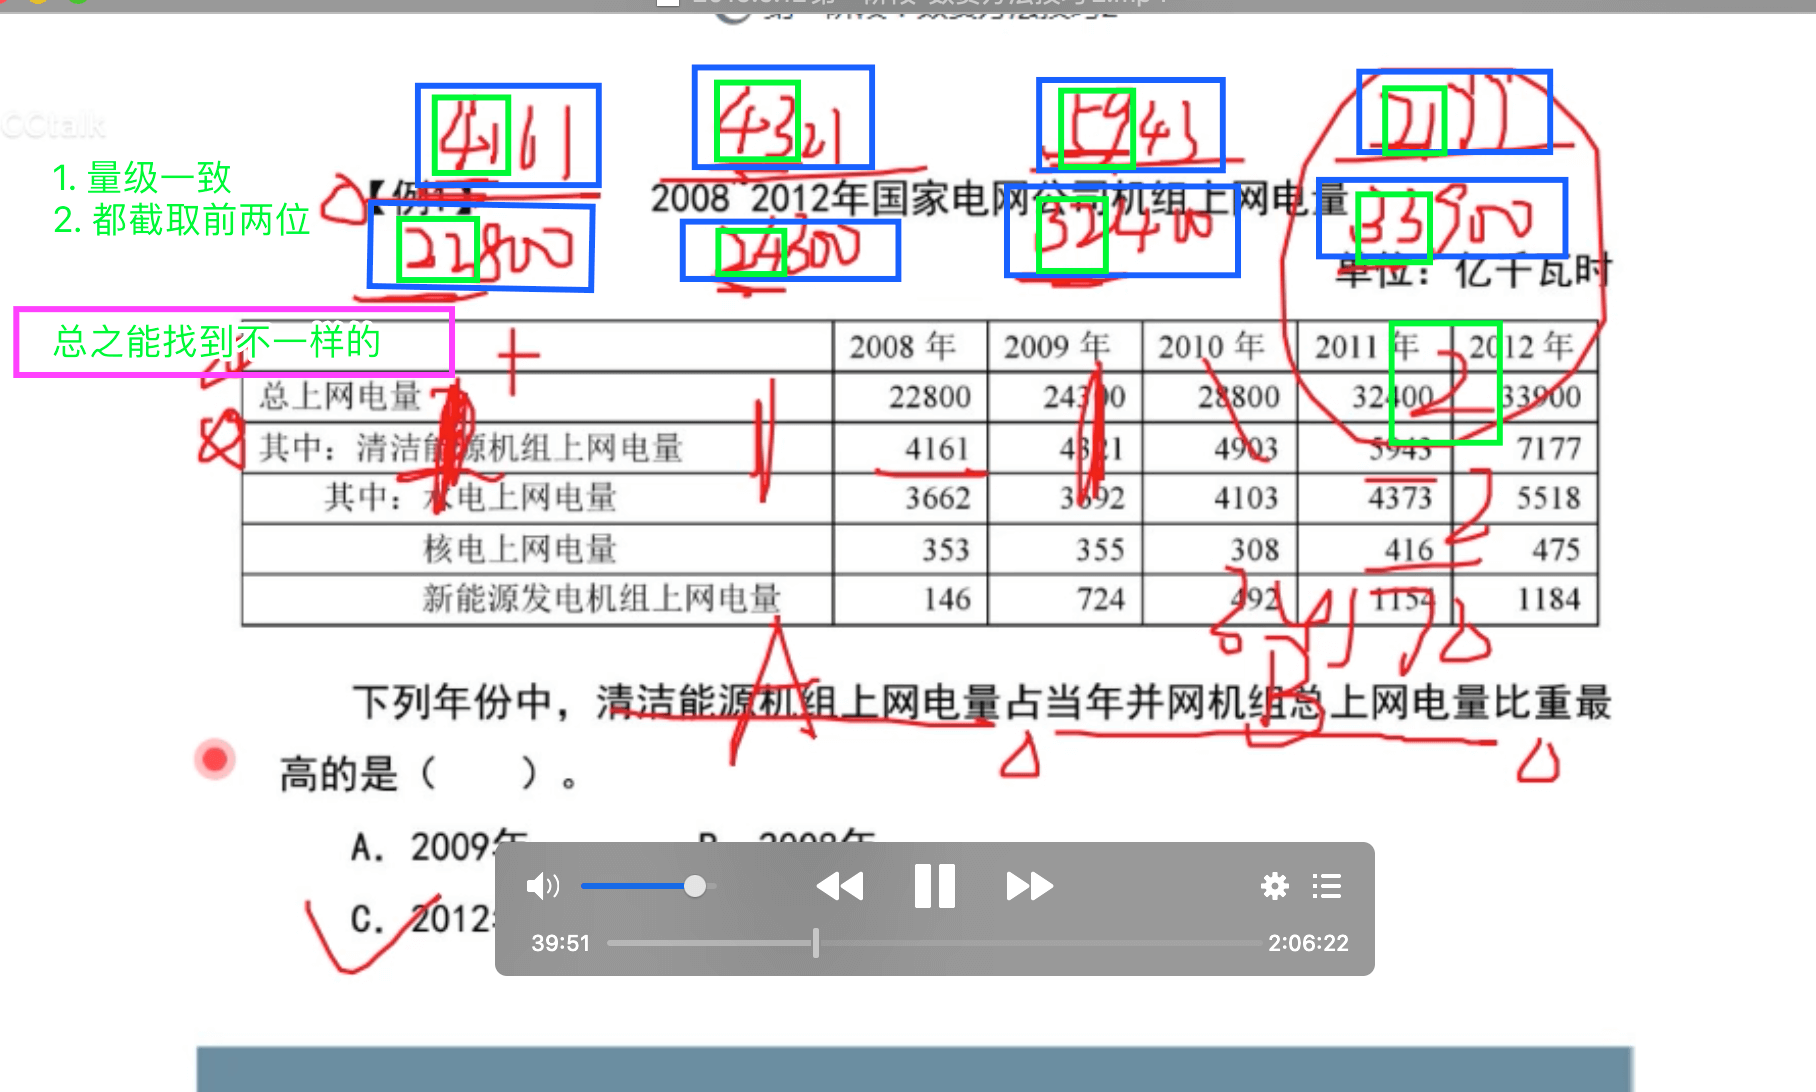 CCtalk
1. 量级一致
2. 都截取前两位
总之能找到不一样的
4161
4321
5943
22800
24300
32400
33900
2008 2012年国家电网公司机组上网电量
单位：亿千瓦时
2008 年 2009 年 2010 年 2011 年 2012 年
总上网电量 22800 24300 28800 32400 33900
其中：清洁能源机组上网电量 4161 4321 4903 5943 7177
其中：水电上网电量 3662 3692 4103 4373 5518
核电上网电量 353 355 308 416 475
新能源发电机组上网电量 146 724 492 1154 1184
A
B
2
2
下列年份中，清洁能源机组上网电量占当年并网机组总上网电量比重最
高的是（ ）。
A. 2009年
C. 2012
39:51
2:06:22